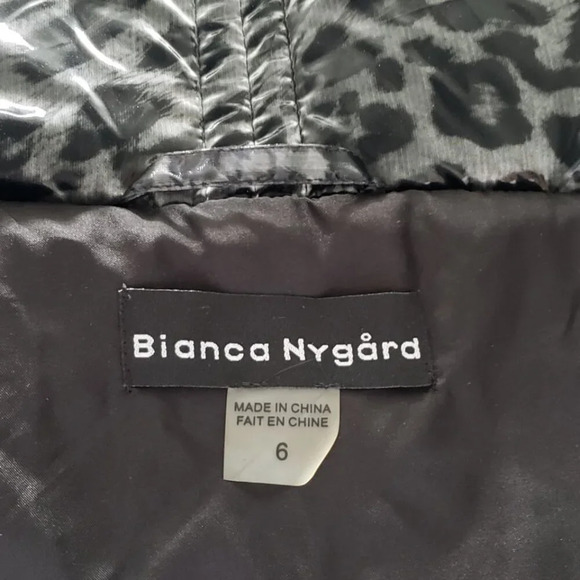 Bianca Nygård
MADE IN CHINA
FAIT EN CHINE
6